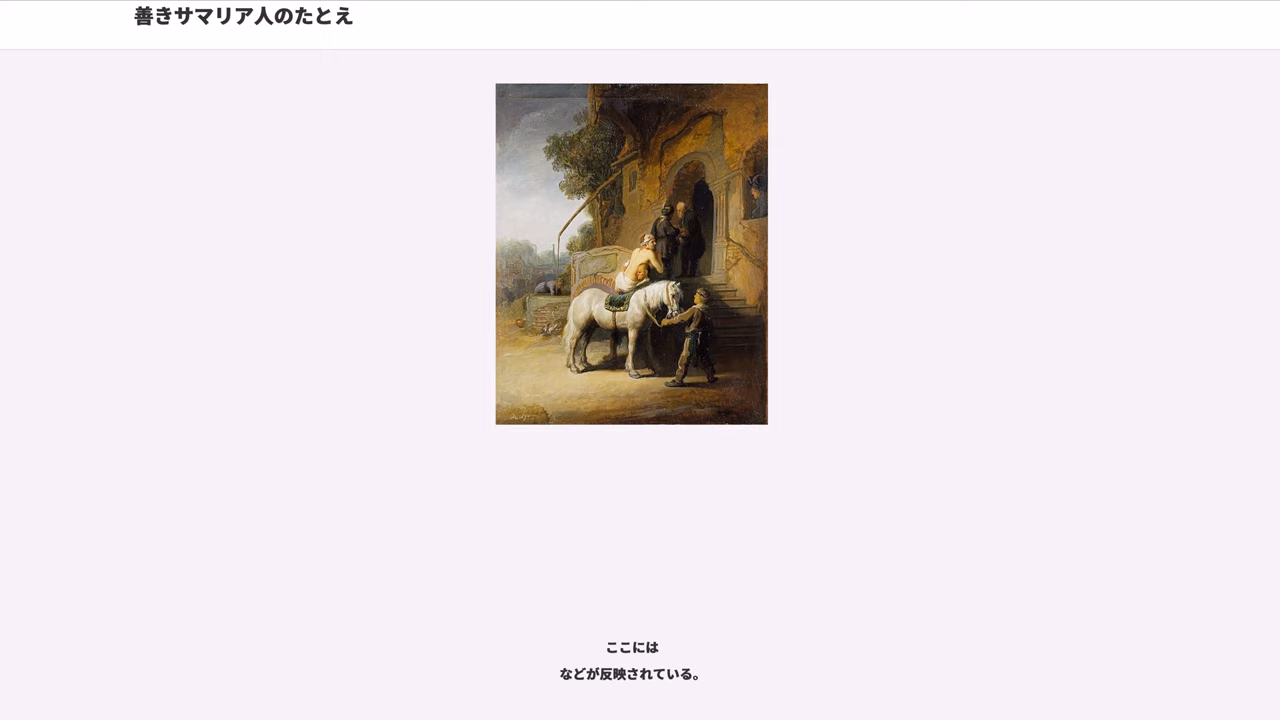 善きサマリア人のたとえ
ここには
などが反映されている。